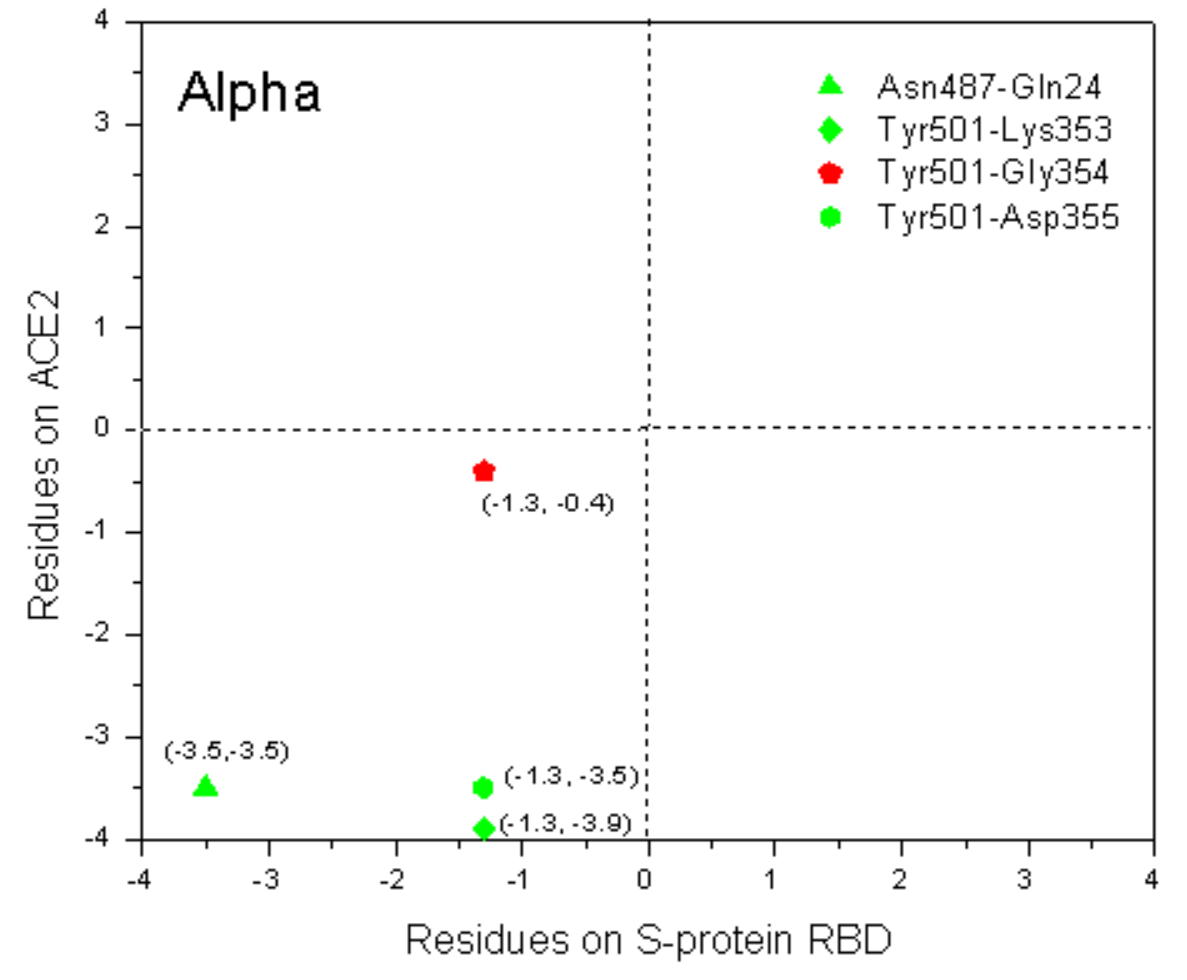 Alpha
Asn487-Gln24
Tyr501-Lys353
Tyr501-Gly354
Tyr501-Asp355
4
3
2
1
0
-1
-2
-3
-4
Residues on ACE2
(-1.3, -0.4)
(-3.5,-3.5)
(-1.3, -3.5)
(-1.3, -3.9)
-4 -3 -2 -1 0 1 2 3 4
Residues on S-protein RBD